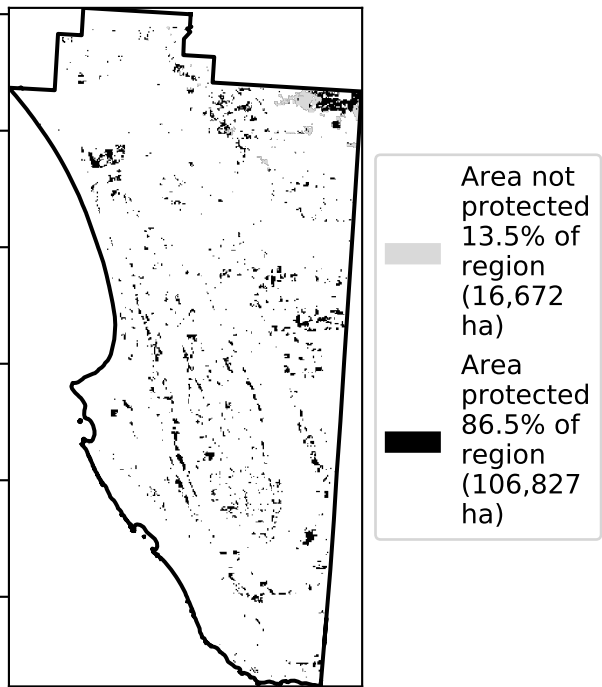 Area not
protected
13.5% of
region
(16,672
ha)
Area
protected
86.5% of
region
(106,827
ha)